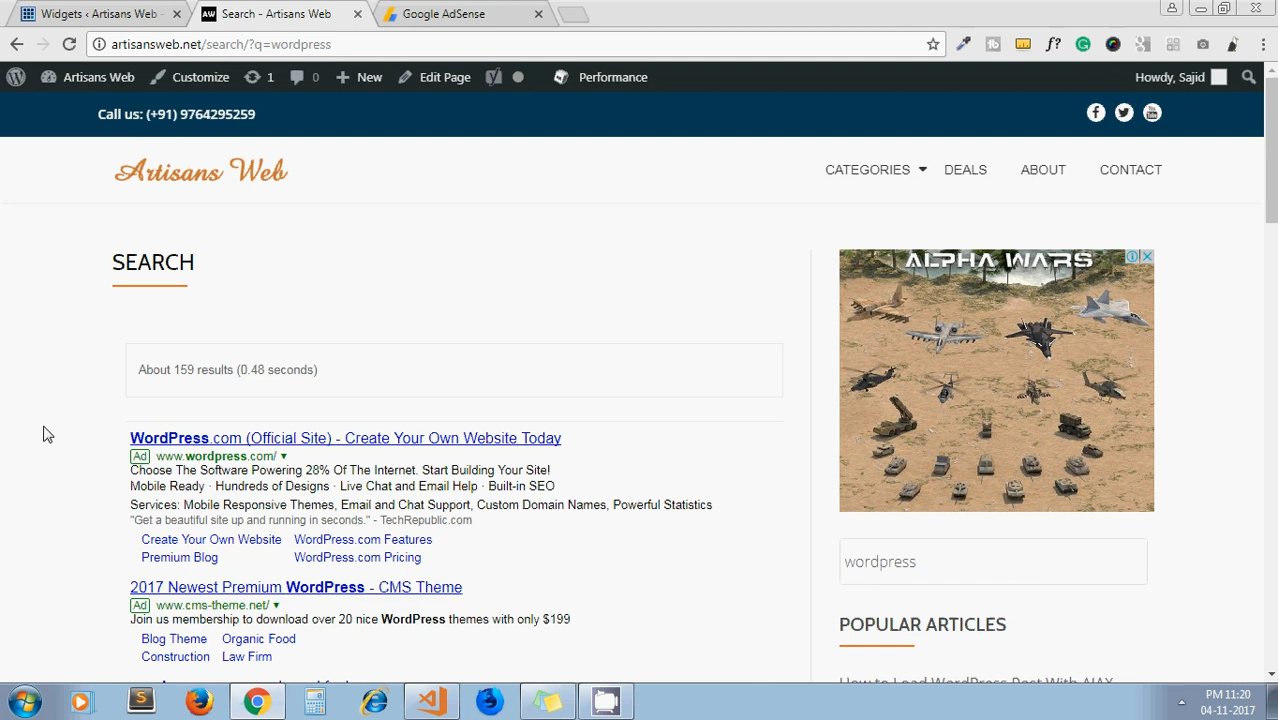 Widgets ‹ Artisans Web -
Search - Artisans Web
Google AdSense
artisansweb.net/search/?q=wordpress
Artisans Web
Customize
1
0
New
Edit Page
Performance
Howdy, Sajid
Call us: (+91) 9764295259
Artisans Web
CATEGORIES
DEALS
ABOUT
CONTACT
SEARCH
About 159 results (0.48 seconds)
WordPress.com (Official Site) - Create Your Own Website Today
Ad www.wordpress.com/
Choose The Software Powering 28% Of The Internet. Start Building Your Site!
Mobile Ready · Hundreds of Designs · Live Chat and Email Help · Built-in SEO
Services: Mobile Responsive Themes, Email and Chat Support, Custom Domain Names, Powerful Statistics
"Get a beautiful site up and running in seconds." - TechRepublic.com
Create Your Own Website WordPress.com Features
Premium Blog WordPress.com Pricing
2017 Newest Premium WordPress - CMS Theme
Ad www.cms-theme.net/
Join us membership to download over 20 nice WordPress themes with only $199
Blog Theme Organic Food
Construction Law Firm
ALPHA WARS
wordpress
POPULAR ARTICLES
How to Load WordPress Post With AJAX
PM 11:20
04-11-2017